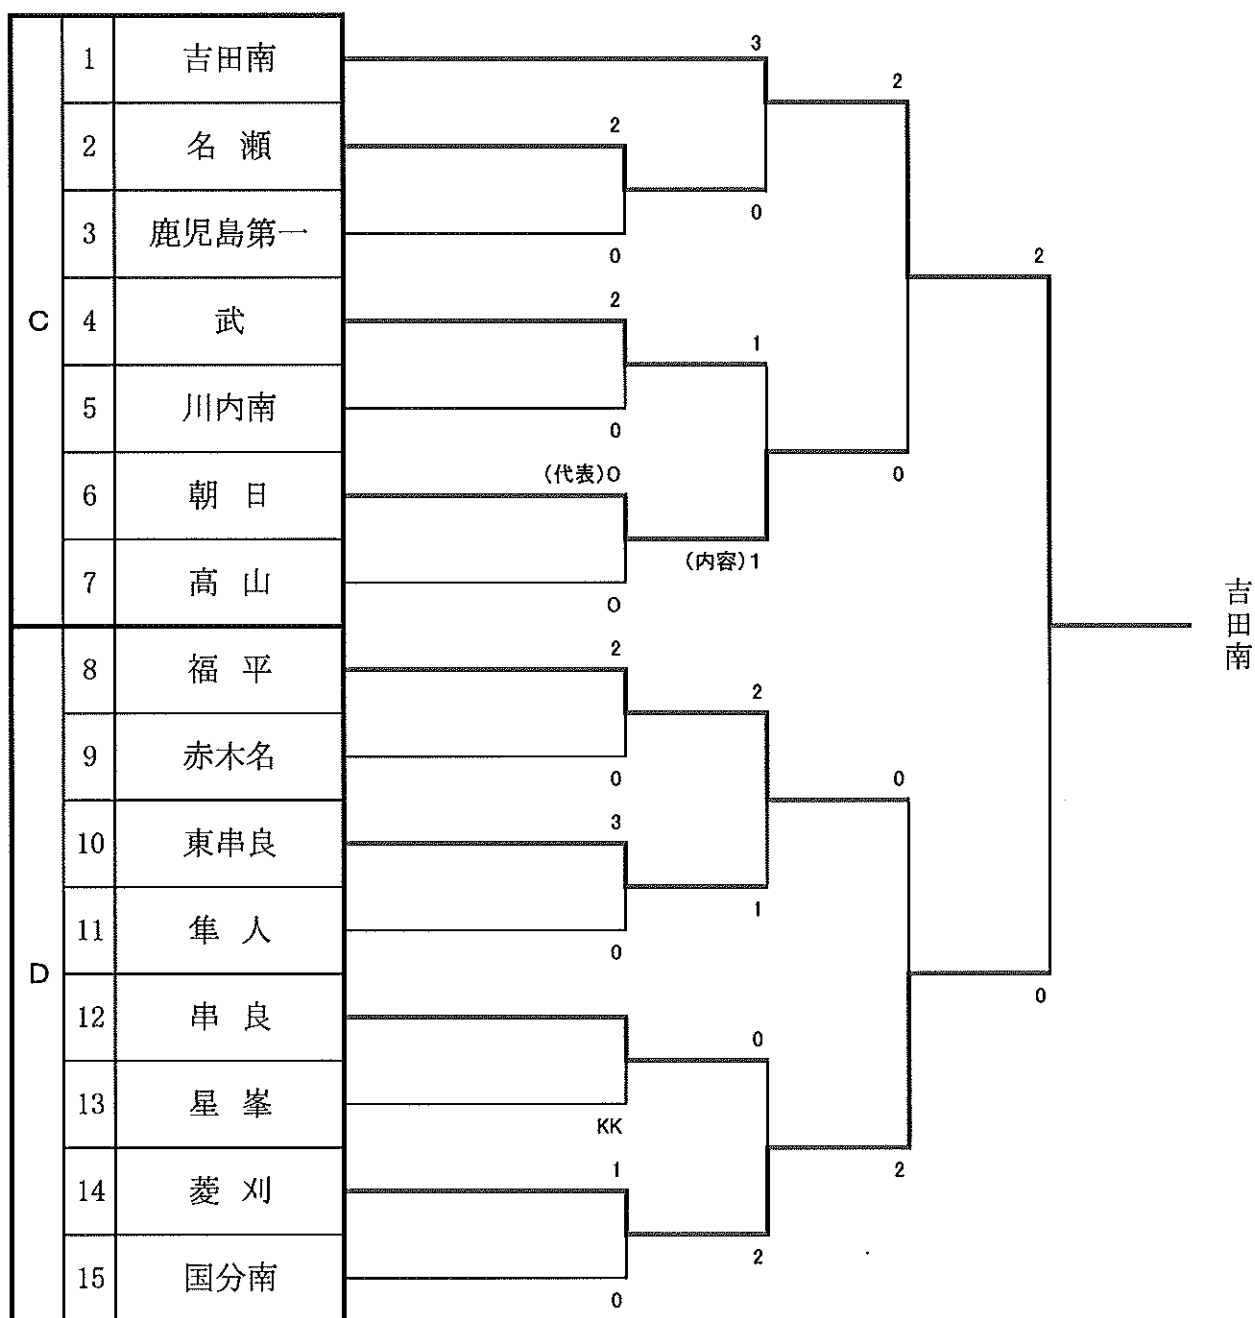 1 吉田南 3
2
2 名 瀬 2
0
3 鹿児島第一 0
2
C 4 武 2
1
5 川内南 0
(代表)0 0
6 朝 日
(内容)1
7 高 山 0
吉田南
8 福 平 2
2
9 赤木名 0 0
10 東串良 3
1
11 隼 人 0
D 0
12 串 良 0
13 星 峯 KK
1 2
14 菱 刈
2
15 国分南 0